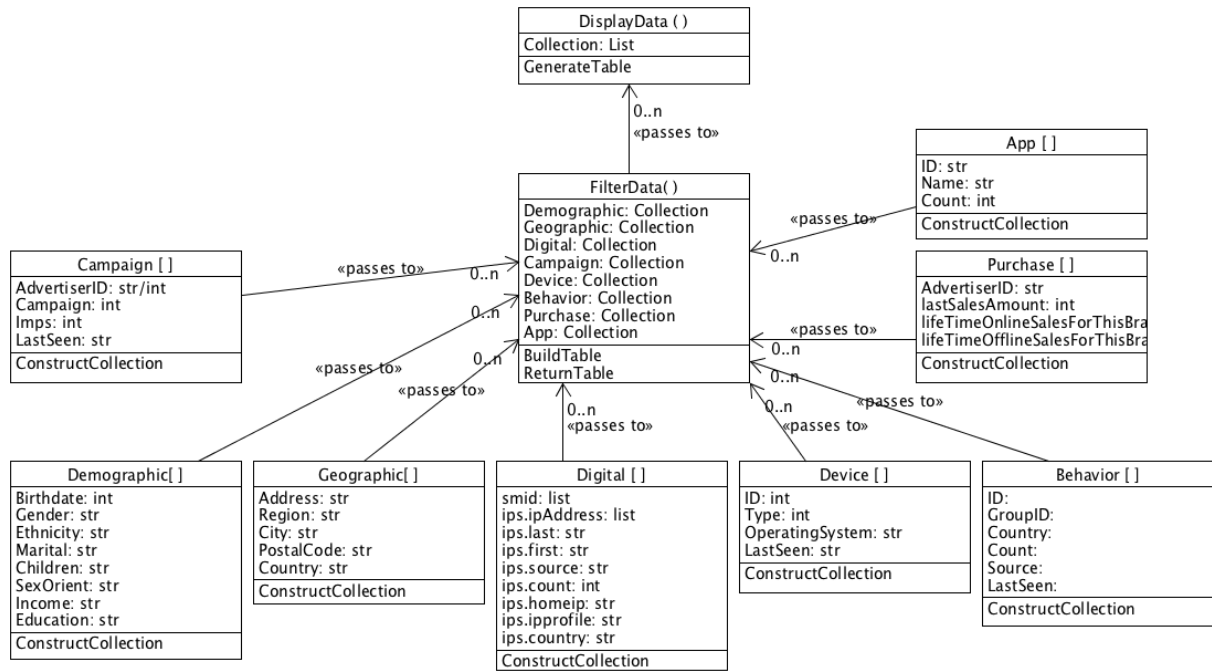 DisplayData ( )
Collection: List
GenerateTable
0..n
«passes to»
FilterData( )
Demographic: Collection
Geographic: Collection
Digital: Collection
Campaign: Collection
Device: Collection
Behavior: Collection
Purchase: Collection
App: Collection
BuildTable
ReturnTable
App [ ]
ID: str
Name: str
Count: int
ConstructCollection
«passes to»
0..n
Campaign [ ]
AdvertiserID: str/int
Campaign: int
Imps: int
LastSeen: str
ConstructCollection
«passes to»
0..n
Purchase [ ]
AdvertiserID: str
lastSalesAmount: int
lifeTimeOnlineSalesForThisBra
lifeTimeOfflineSalesForThisBra
ConstructCollection
«passes to»
0..n
0..n
«passes to»
0..n
«passes to»
0..n
«passes to»
0..n
«passes to»
0..n
«passes to»
Demographic[ ]
Birthdate: int
Gender: str
Ethnicity: str
Marital: str
Children: str
SexOrient: str
Income: str
Education: str
ConstructCollection
Geographic[ ]
Address: str
Region: str
City: str
PostalCode: str
Country: str
ConstructCollection
Digital [ ]
smid: list
ips.ipAddress: list
ips.last: str
ips.first: str
ips.source: str
ips.count: int
ips.homeip: str
ips.ipprofile: str
ips.country: str
ConstructCollection
Device [ ]
ID: int
Type: int
OperatingSystem: str
LastSeen: str
ConstructCollection
Behavior [ ]
ID:
GroupID:
Country:
Count:
Source:
LastSeen:
ConstructCollection